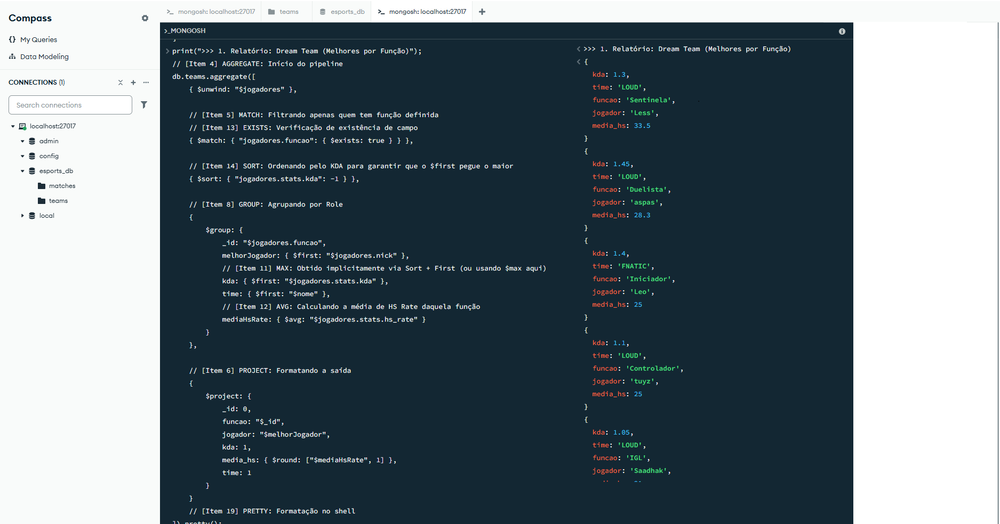 Compass
My Queries
Data Modeling
CONNECTIONS (1)
Search connections
localhost:27017
admin
config
esports_db
matches
teams
local
>_ mongosh: localhost:27017
teams
esports_db
>_ mongosh: localhost:27017
>_MONGOSH
print(">>> 1. Relatório: Dream Team (Melhores por Função)");
// [Item 4] AGGREGATE: Início do pipeline
db.teams.aggregate([
{ $unwind: "$jogadores" },
// [Item 5] MATCH: Filtrando apenas quem tem função definida
// [Item 13] EXISTS: Verificação de existência de campo
{ $match: { "jogadores.funcao": { $exists: true } } },
// [Item 14] SORT: Ordenando pelo KDA para garantir que o $first pegue o maior
{ $sort: { "jogadores.stats.kda": -1 } },
// [Item 8] GROUP: Agrupando por Role
{
$group: {
_id: "$jogadores.funcao",
melhorJogador: { $first: "$jogadores.nick" },
// [Item 11] MAX: Obtido implicitamente via Sort + First (ou usando $max aqui)
kda: { $first: "$jogadores.stats.kda" },
time: { $first: "$nome" },
// [Item 12] AVG: Calculando a média de HS Rate daquela função
mediaHsRate: { $avg: "$jogadores.stats.hs_rate" }
}
},
// [Item 6] PROJECT: Formatando a saída
{
$project: {
_id: 0,
funcao: "$_id",
jogador: "$melhorJogador",
kda: 1,
media_hs: { $round: ["$mediaHsRate", 1] },
time: 1
}
}
// [Item 19] PRETTY: Formatação no shell
]).pretty();
>>> 1. Relatório: Dream Team (Melhores por Função)
{
kda: 1.3,
time: 'LOUD',
funcao: 'Sentinela',
jogador: 'Less',
media_hs: 33.5
}
{
kda: 1.45,
time: 'LOUD',
funcao: 'Duelista',
jogador: 'aspas',
media_hs: 28.3
}
{
kda: 1.4,
time: 'FNATIC',
funcao: 'Iniciador',
jogador: 'Leo',
media_hs: 25
}
{
kda: 1.1,
time: 'LOUD',
funcao: 'Controlador',
jogador: 'tuyz',
media_hs: 25
}
{
kda: 1.05,
time: 'LOUD',
funcao: 'IGL',
jogador: 'Saadhak',